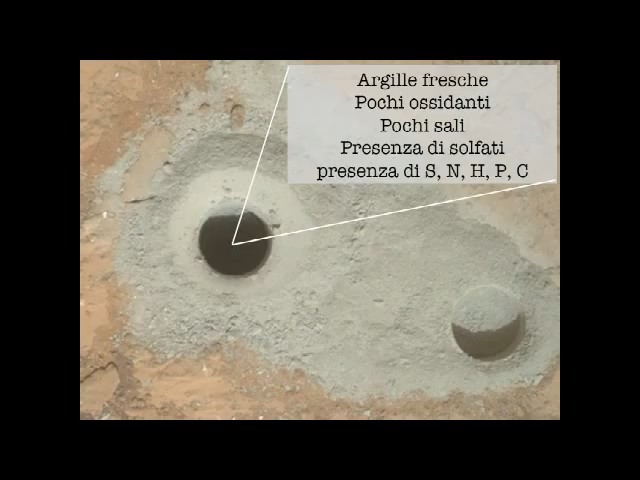 Argille fresche
Pochi ossidanti
Pochi sali
Presenza di solfati
presenza di S, N, H, P, C